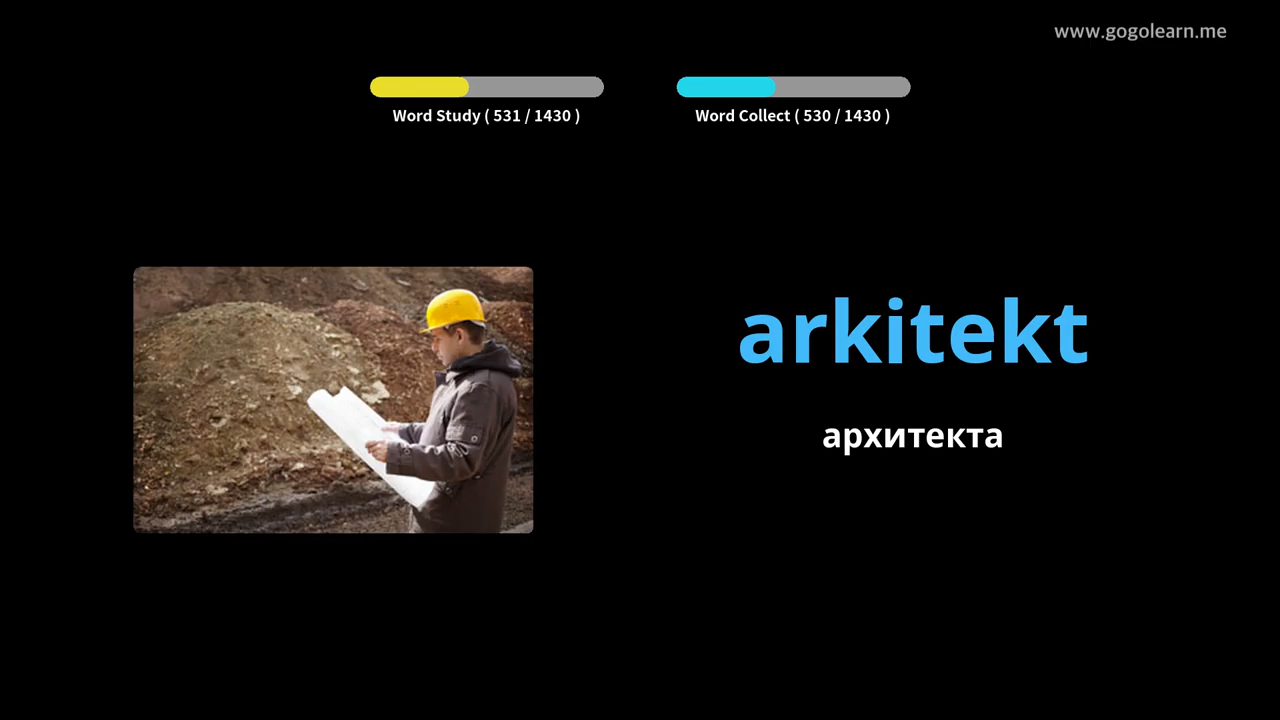 www.gogolearn.me
Word Study ( 531 / 1430 )
Word Collect ( 530 / 1430 )
arkitekt
архитекта